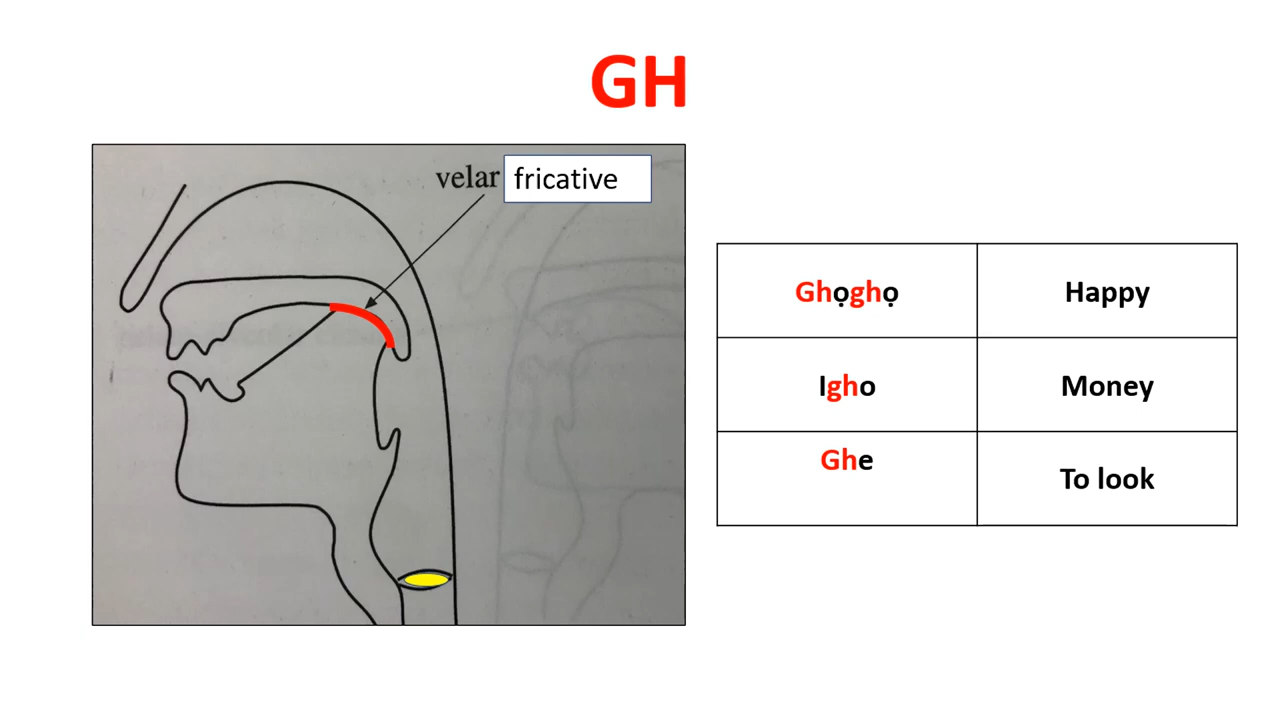 GH
velar fricative
Ghọghọ Happy
Igho Money
Ghe To look